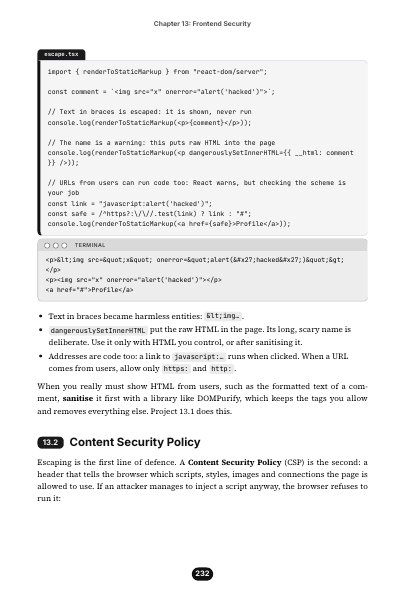 Chapter 13: Frontend Security
escape.tsx
import { renderToStaticMarkup } from "react-dom/server";
const comment = `<img src="x" onerror="alert('hacked')">`;
// Text in braces is escaped: it is shown, never run
console.log(renderToStaticMarkup(<p>{comment}</p>));
// The name is a warning: this puts raw HTML into the page
console.log(renderToStaticMarkup(<p dangerouslySetInnerHTML={{ __html: comment
}} />));
// URLs from users can run code too: React warns, but checking the scheme is
your job
const link = "javascript:alert('hacked')";
const safe = /^https?:\/\//.test(link) ? link : "#";
console.log(renderToStaticMarkup(<a href={safe}>Profile</a>));
TERMINAL
<p>&lt;img src=&quot;x&quot; onerror=&quot;alert(&#x27;hacked&#x27;)&quot;&gt;
</p>
<p><img src="x" onerror="alert('hacked')"></p>
<a href="#">Profile</a>
• Text in braces became harmless entities: &lt;img….
• dangerouslySetInnerHTML put the raw HTML in the page. Its long, scary name is
deliberate. Use it only with HTML you control, or after sanitising it.
• Addresses are code too: a link to javascript:… runs when clicked. When a URL
comes from users, allow only https: and http:.
When you really must show HTML from users, such as the formatted text of a com-
ment, sanitise it first with a library like DOMPurify, which keeps the tags you allow
and removes everything else. Project 13.1 does this.
13.2 Content Security Policy
Escaping is the first line of defence. A Content Security Policy (CSP) is the second: a
header that tells the browser which scripts, styles, images and connections the page is
allowed to use. If an attacker manages to inject a script anyway, the browser refuses to
run it:
232